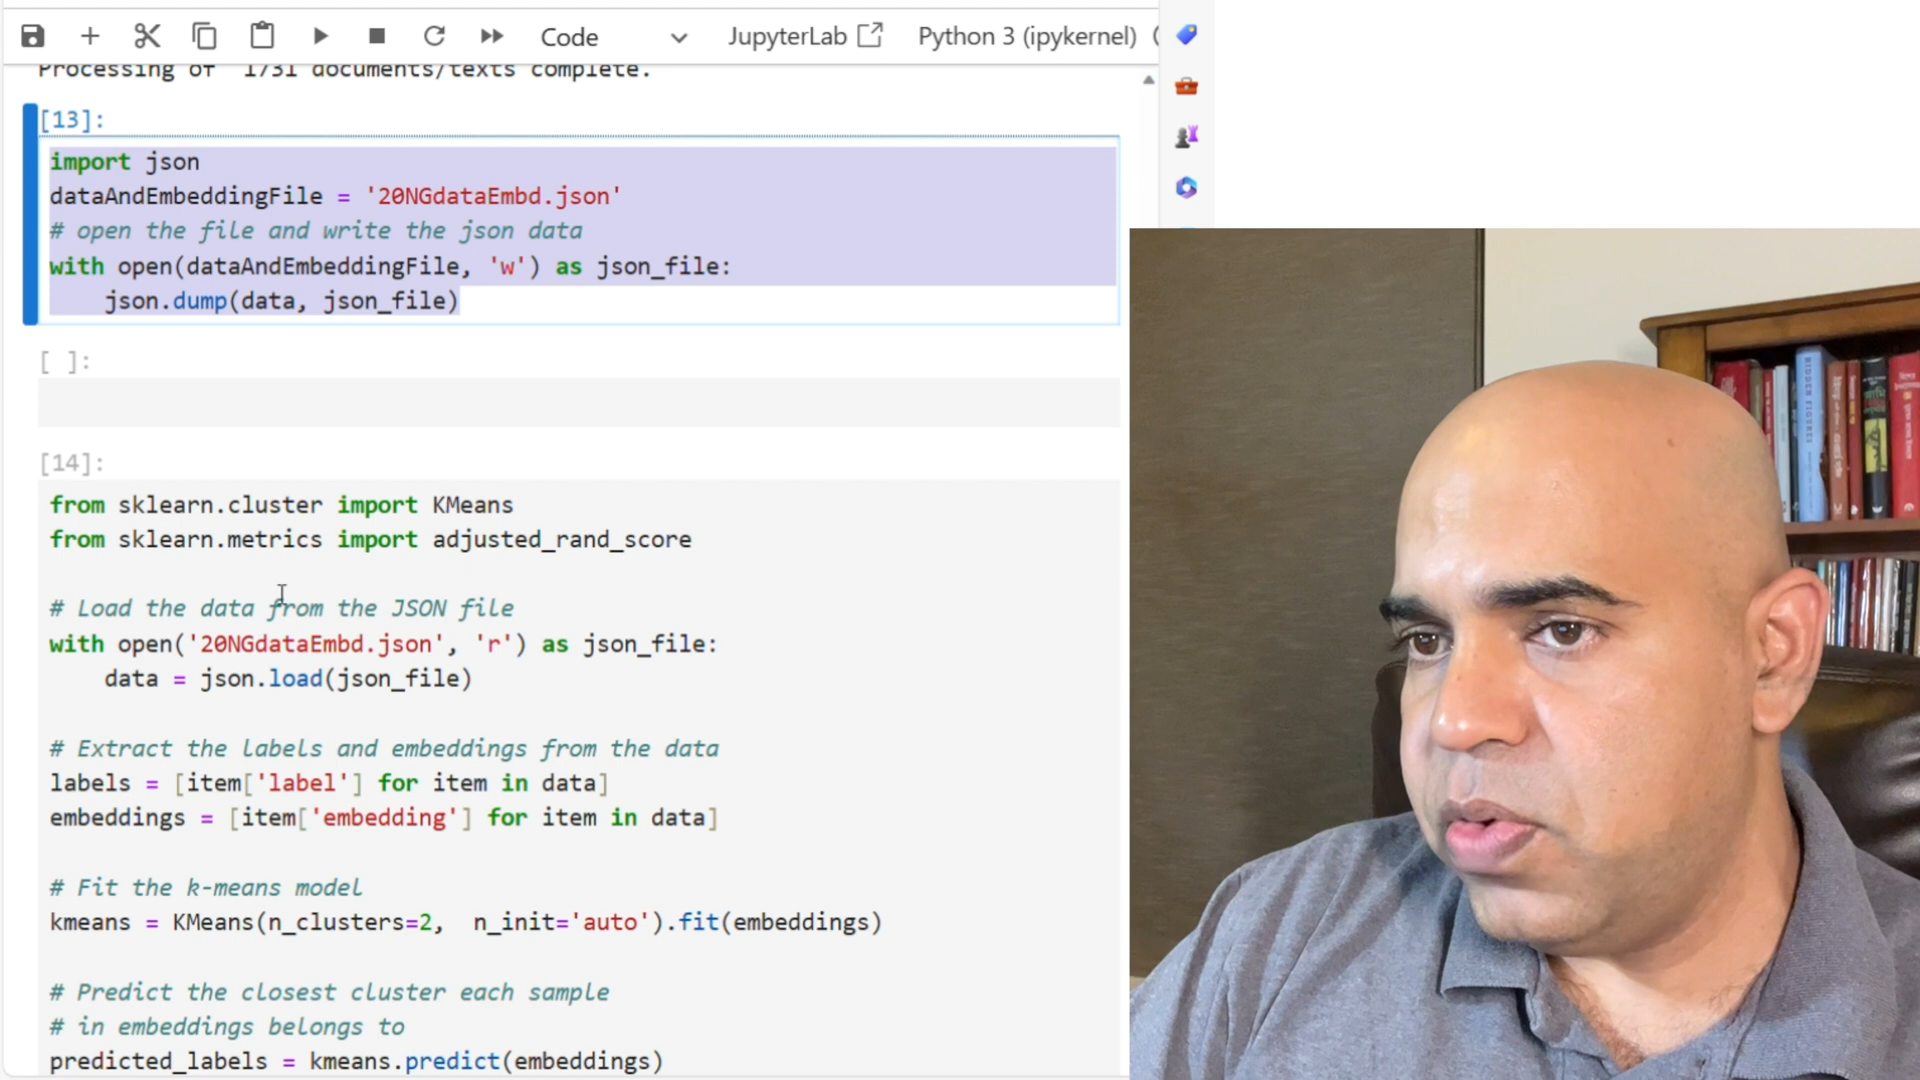 Code
JupyterLab
Python 3 (ipykernel)
Processing of 1731 documents/texts complete.
[13]:
import json
dataAndEmbeddingFile = '20NGdataEmbd.json'
# open the file and write the json data
with open(dataAndEmbeddingFile, 'w') as json_file:
    json.dump(data, json_file)
[ ]:
[14]:
from sklearn.cluster import KMeans
from sklearn.metrics import adjusted_rand_score
# Load the data from the JSON file
with open('20NGdataEmbd.json', 'r') as json_file:
    data = json.load(json_file)
# Extract the labels and embeddings from the data
labels = [item['label'] for item in data]
embeddings = [item['embedding'] for item in data]
# Fit the k-means model
kmeans = KMeans(n_clusters=2,  n_init='auto').fit(embeddings)
# Predict the closest cluster each sample
# in embeddings belongs to
predicted_labels = kmeans.predict(embeddings)
HIDDEN FIGURES